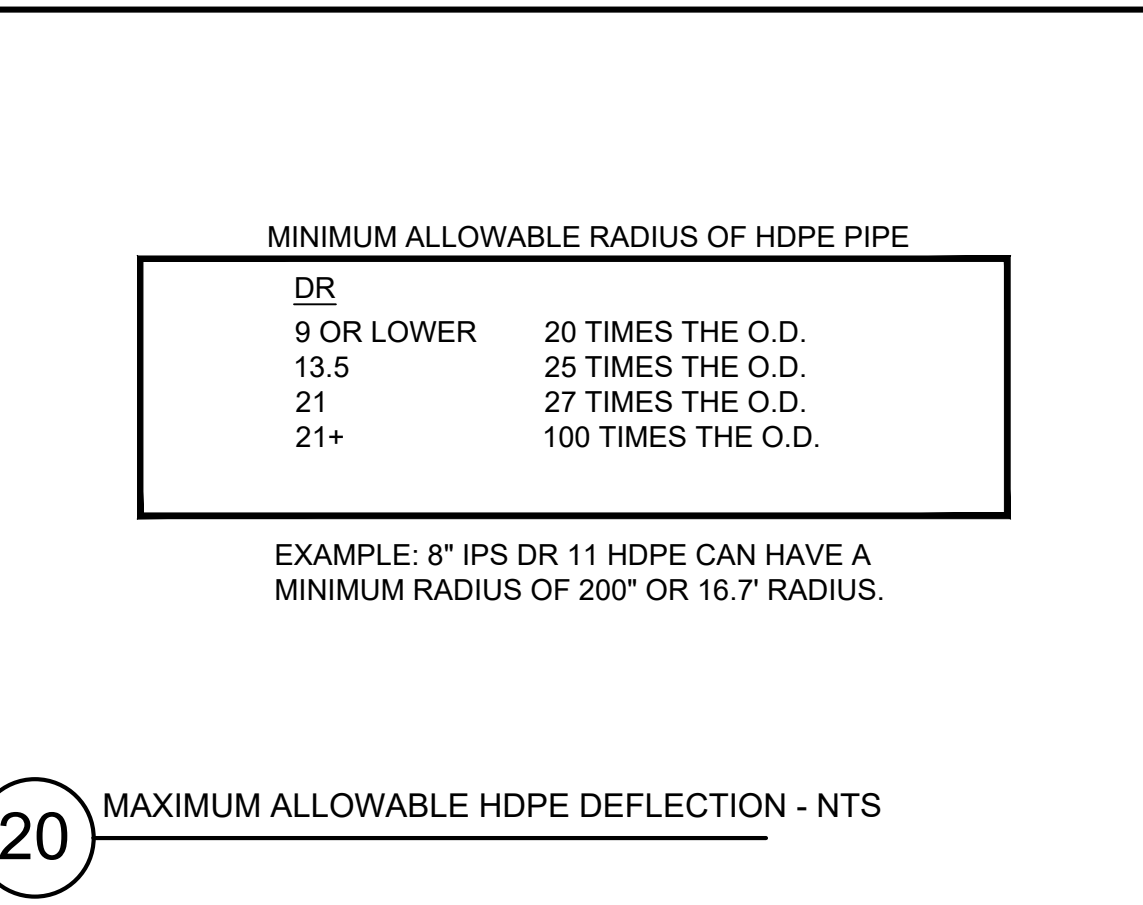 MINIMUM ALLOWABLE RADIUS OF HDPE PIPE
DR
9 OR LOWER 20 TIMES THE O.D.
13.5 25 TIMES THE O.D.
21 27 TIMES THE O.D.
21+ 100 TIMES THE O.D.
EXAMPLE: 8" IPS DR 11 HDPE CAN HAVE A
MINIMUM RADIUS OF 200" OR 16.7' RADIUS.
20 MAXIMUM ALLOWABLE HDPE DEFLECTION - NTS